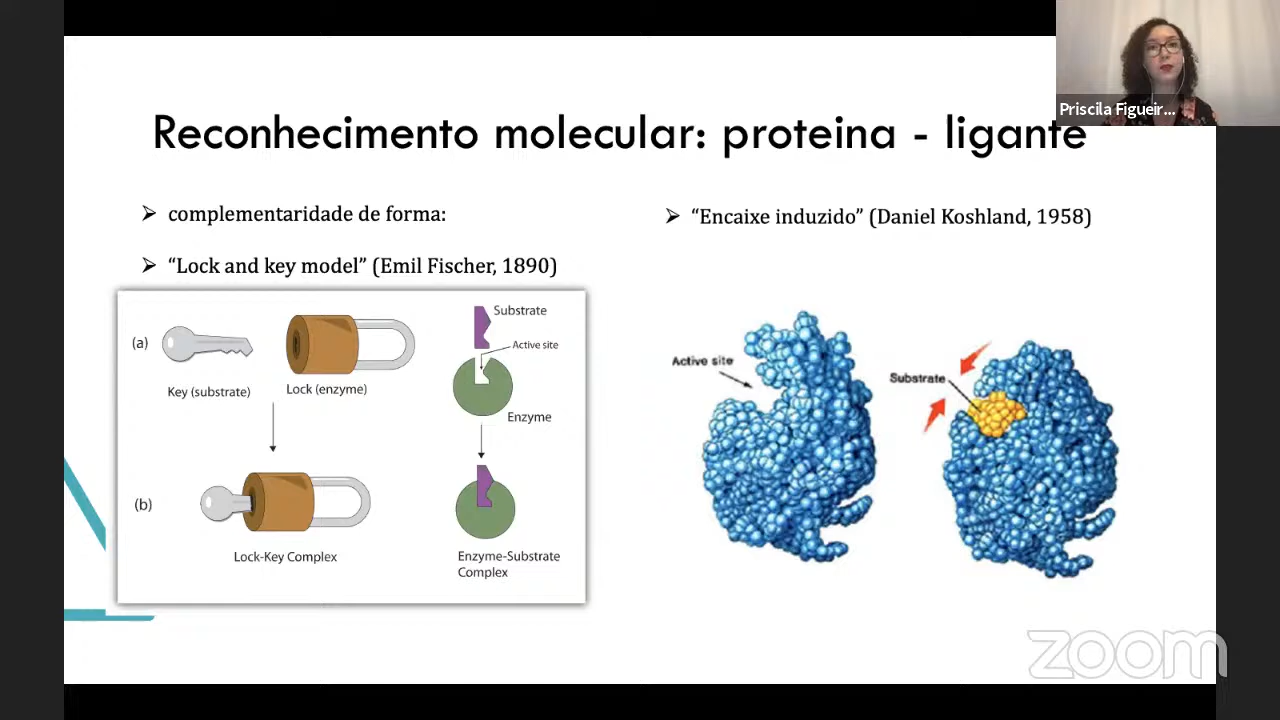 Priscila Figueir...
Reconhecimento molecular: proteina - ligante
➢ complementaridade de forma:
➢ “Lock and key model” (Emil Fischer, 1890)
(a)
Key (substrate)
Lock (enzyme)
Substrate
Active site
Enzyme
(b)
Lock-Key Complex
Enzyme-Substrate
Complex
➢ “Encaixe induzido” (Daniel Koshland, 1958)
Active site
Substrate
zoom